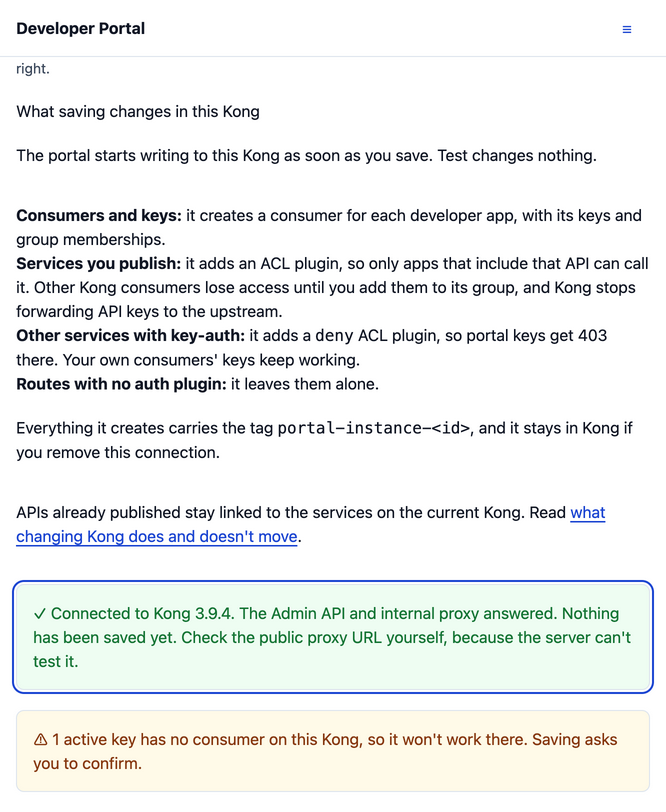 Developer Portal
≡
right.
What saving changes in this Kong
The portal starts writing to this Kong as soon as you save. Test changes nothing.
Consumers and keys: it creates a consumer for each developer app, with its keys and
group memberships.
Services you publish: it adds an ACL plugin, so only apps that include that API can call
it. Other Kong consumers lose access until you add them to its group, and Kong stops
forwarding API keys to the upstream.
Other services with key-auth: it adds a deny ACL plugin, so portal keys get 403
there. Your own consumers' keys keep working.
Routes with no auth plugin: it leaves them alone.
Everything it creates carries the tag portal-instance-<id>, and it stays in Kong if
you remove this connection.
APIs already published stay linked to the services on the current Kong. Read what
changing Kong does and doesn't move.
✓ Connected to Kong 3.9.4. The Admin API and internal proxy answered. Nothing
has been saved yet. Check the public proxy URL yourself, because the server can't
test it.
⚠ 1 active key has no consumer on this Kong, so it won't work there. Saving asks
you to confirm.